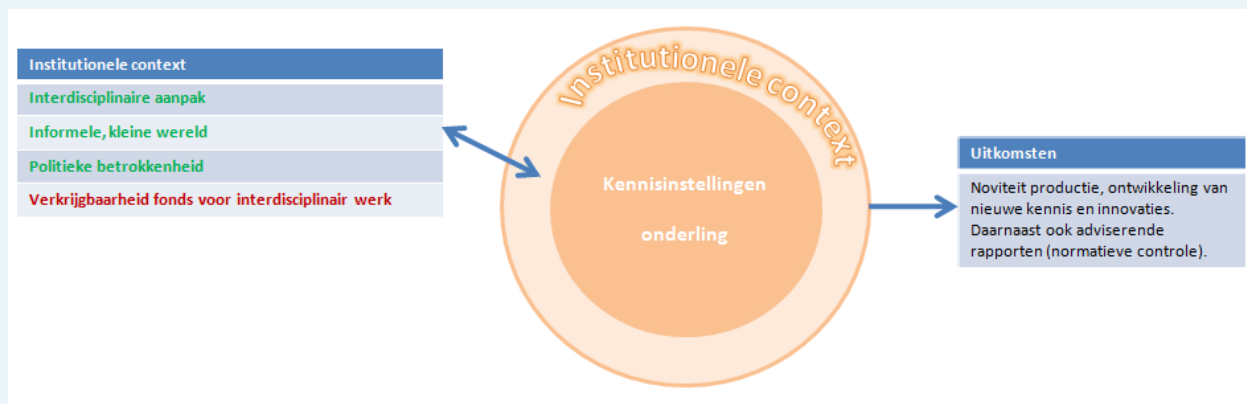 Institutionele context
Interdisciplinaire aanpak
Informele, kleine wereld
Politieke betrokkenheid
Verkrijgbaarheid fonds voor interdisciplinair werk
Institutionele context
Kennisinstellingen
onderling
Uitkomsten
Noviteit productie, ontwikkeling van
nieuwe kennis en innovaties.
Daarnaast ook adviserende
rapporten (normatieve controle).